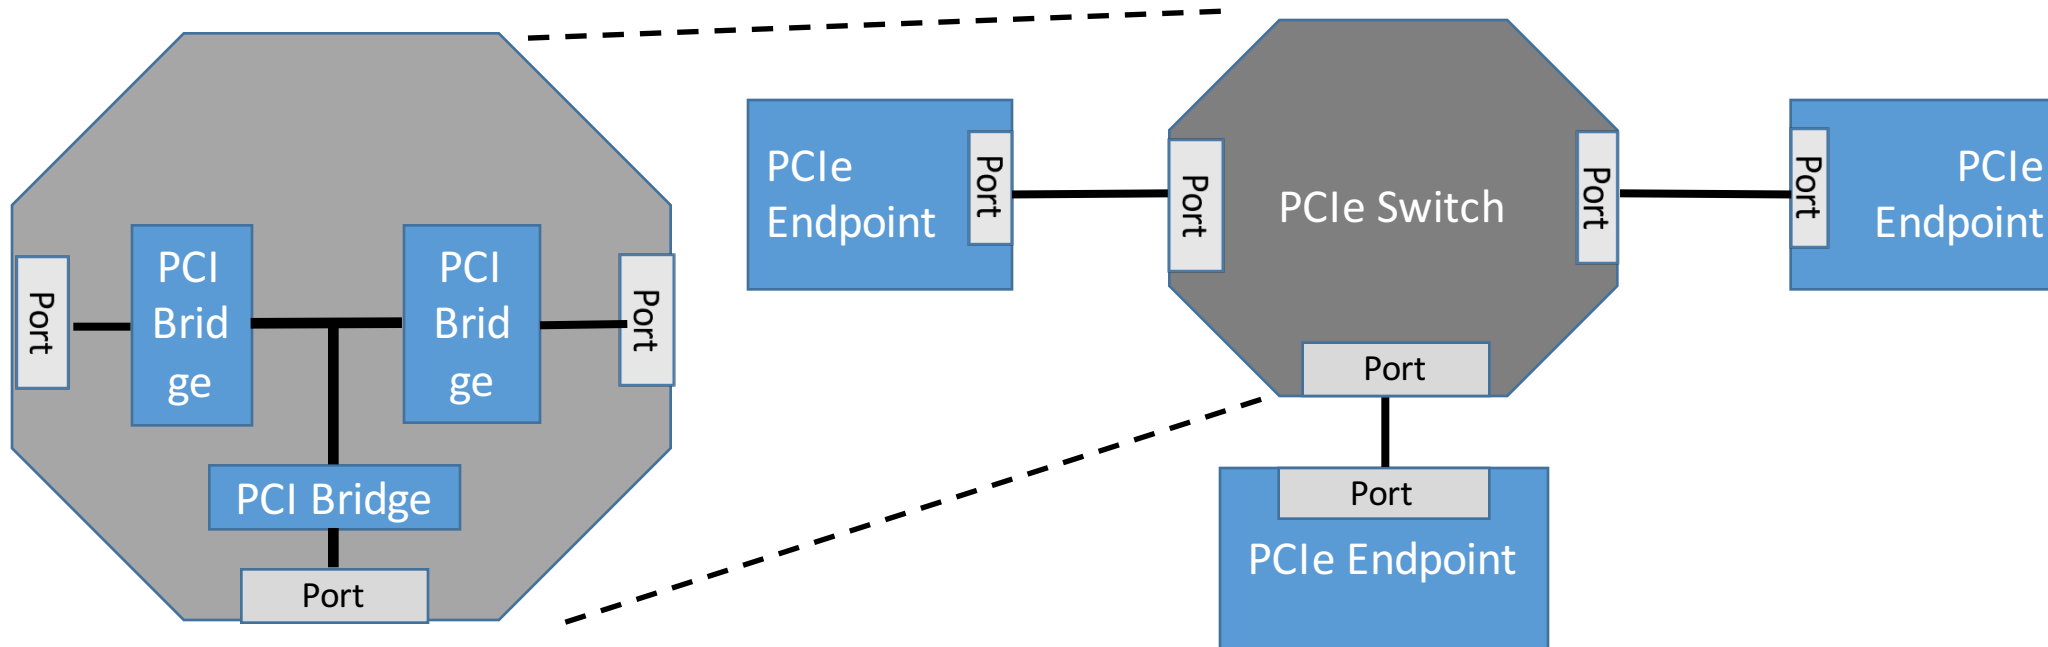 Port
PCI
Brid
ge
PCI
Brid
ge
Port
PCI Bridge
Port
PCIe
Endpoint
Port
Port
PCIe Switch
Port
Port
Port
PCIe Endpoint
Port
PCIe
Endpoint